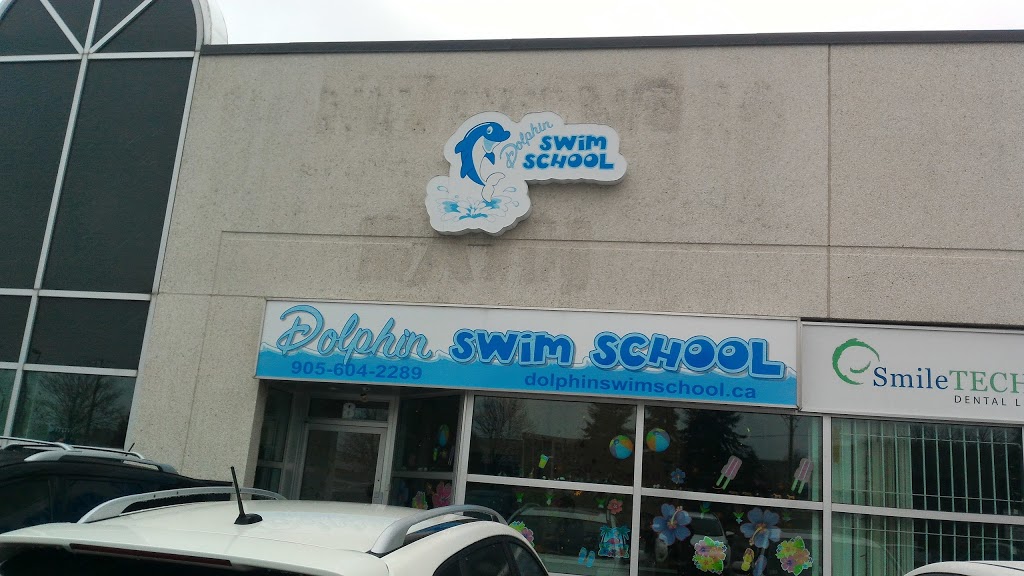 Dolphin
SWIM
SCHOOL
Dolphin SWIM SCHOOL
905-604-2289
dolphinswimschool.ca
SmileTECH
DENTAL L